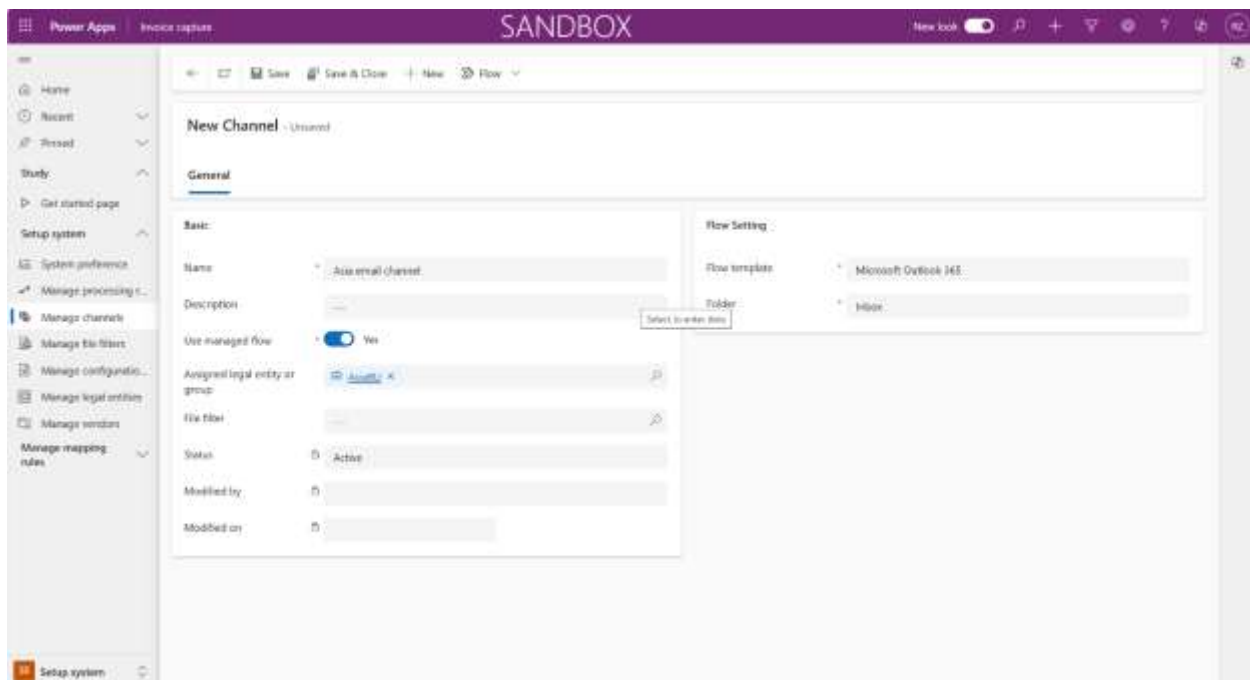 Power Apps Invoice capture SANDBOX New look
Home
Recent
Pinned
Study
Get started page
Setup system
System preference
Manage processing r...
Manage channels
Manage file filters
Manage configuratio...
Manage legal entities
Manage vendors
Manage mapping
rules
Setup system
Save Save & Close New Flow
New Channel - Unsaved
General
Basic
Name * Asia email channel
Description ---
Use managed flow * Yes
Assigned legal entity or
group
File filter ---
Status Active
Modified by
Modified on
Flow Setting
Flow template * Microsoft Outlook 365
Folder * Inbox
Select to enter data